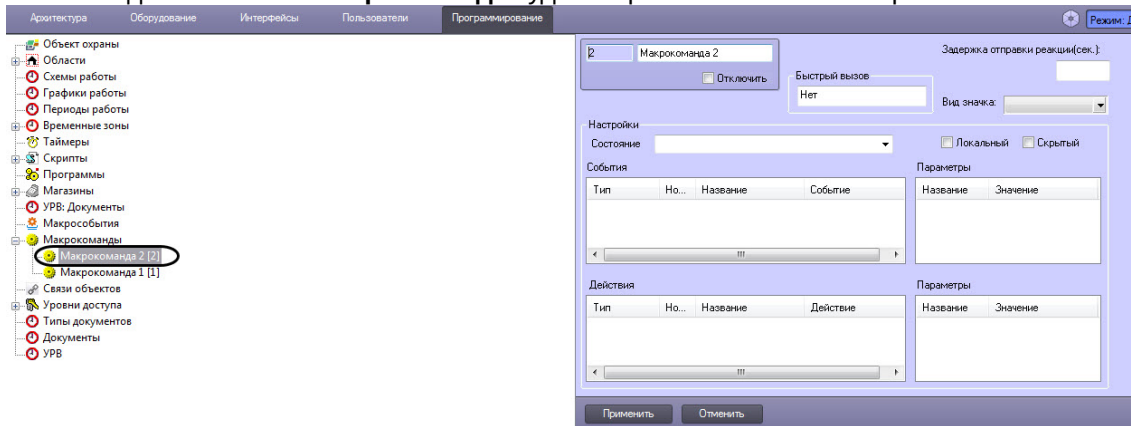 Архитектура Оборудование Интерфейсы Пользователи Программирование
Объект охраны
Области
Схемы работы
Графики работы
Периоды работы
Временные зоны
Таймеры
Скрипты
Программы
Магазины
УРВ: Документы
Макрособытия
Макрокоманды
Макрокоманда 2 [2]
Макрокоманда 1 [1]
Связи объектов
Уровни доступа
Типы документов
Документы
УРВ
Режим:
2 Макрокоманда 2
Отключить
Быстрый вызов
Нет
Задержка отправки реакции(сек.):
Вид значка:
Настройки
Состояние
Локальный Скрытый
События
Тип Но... Название Событие
Параметры
Название Значение
Действия
Тип Но... Название Действие
Параметры
Название Значение
Применить Отменить